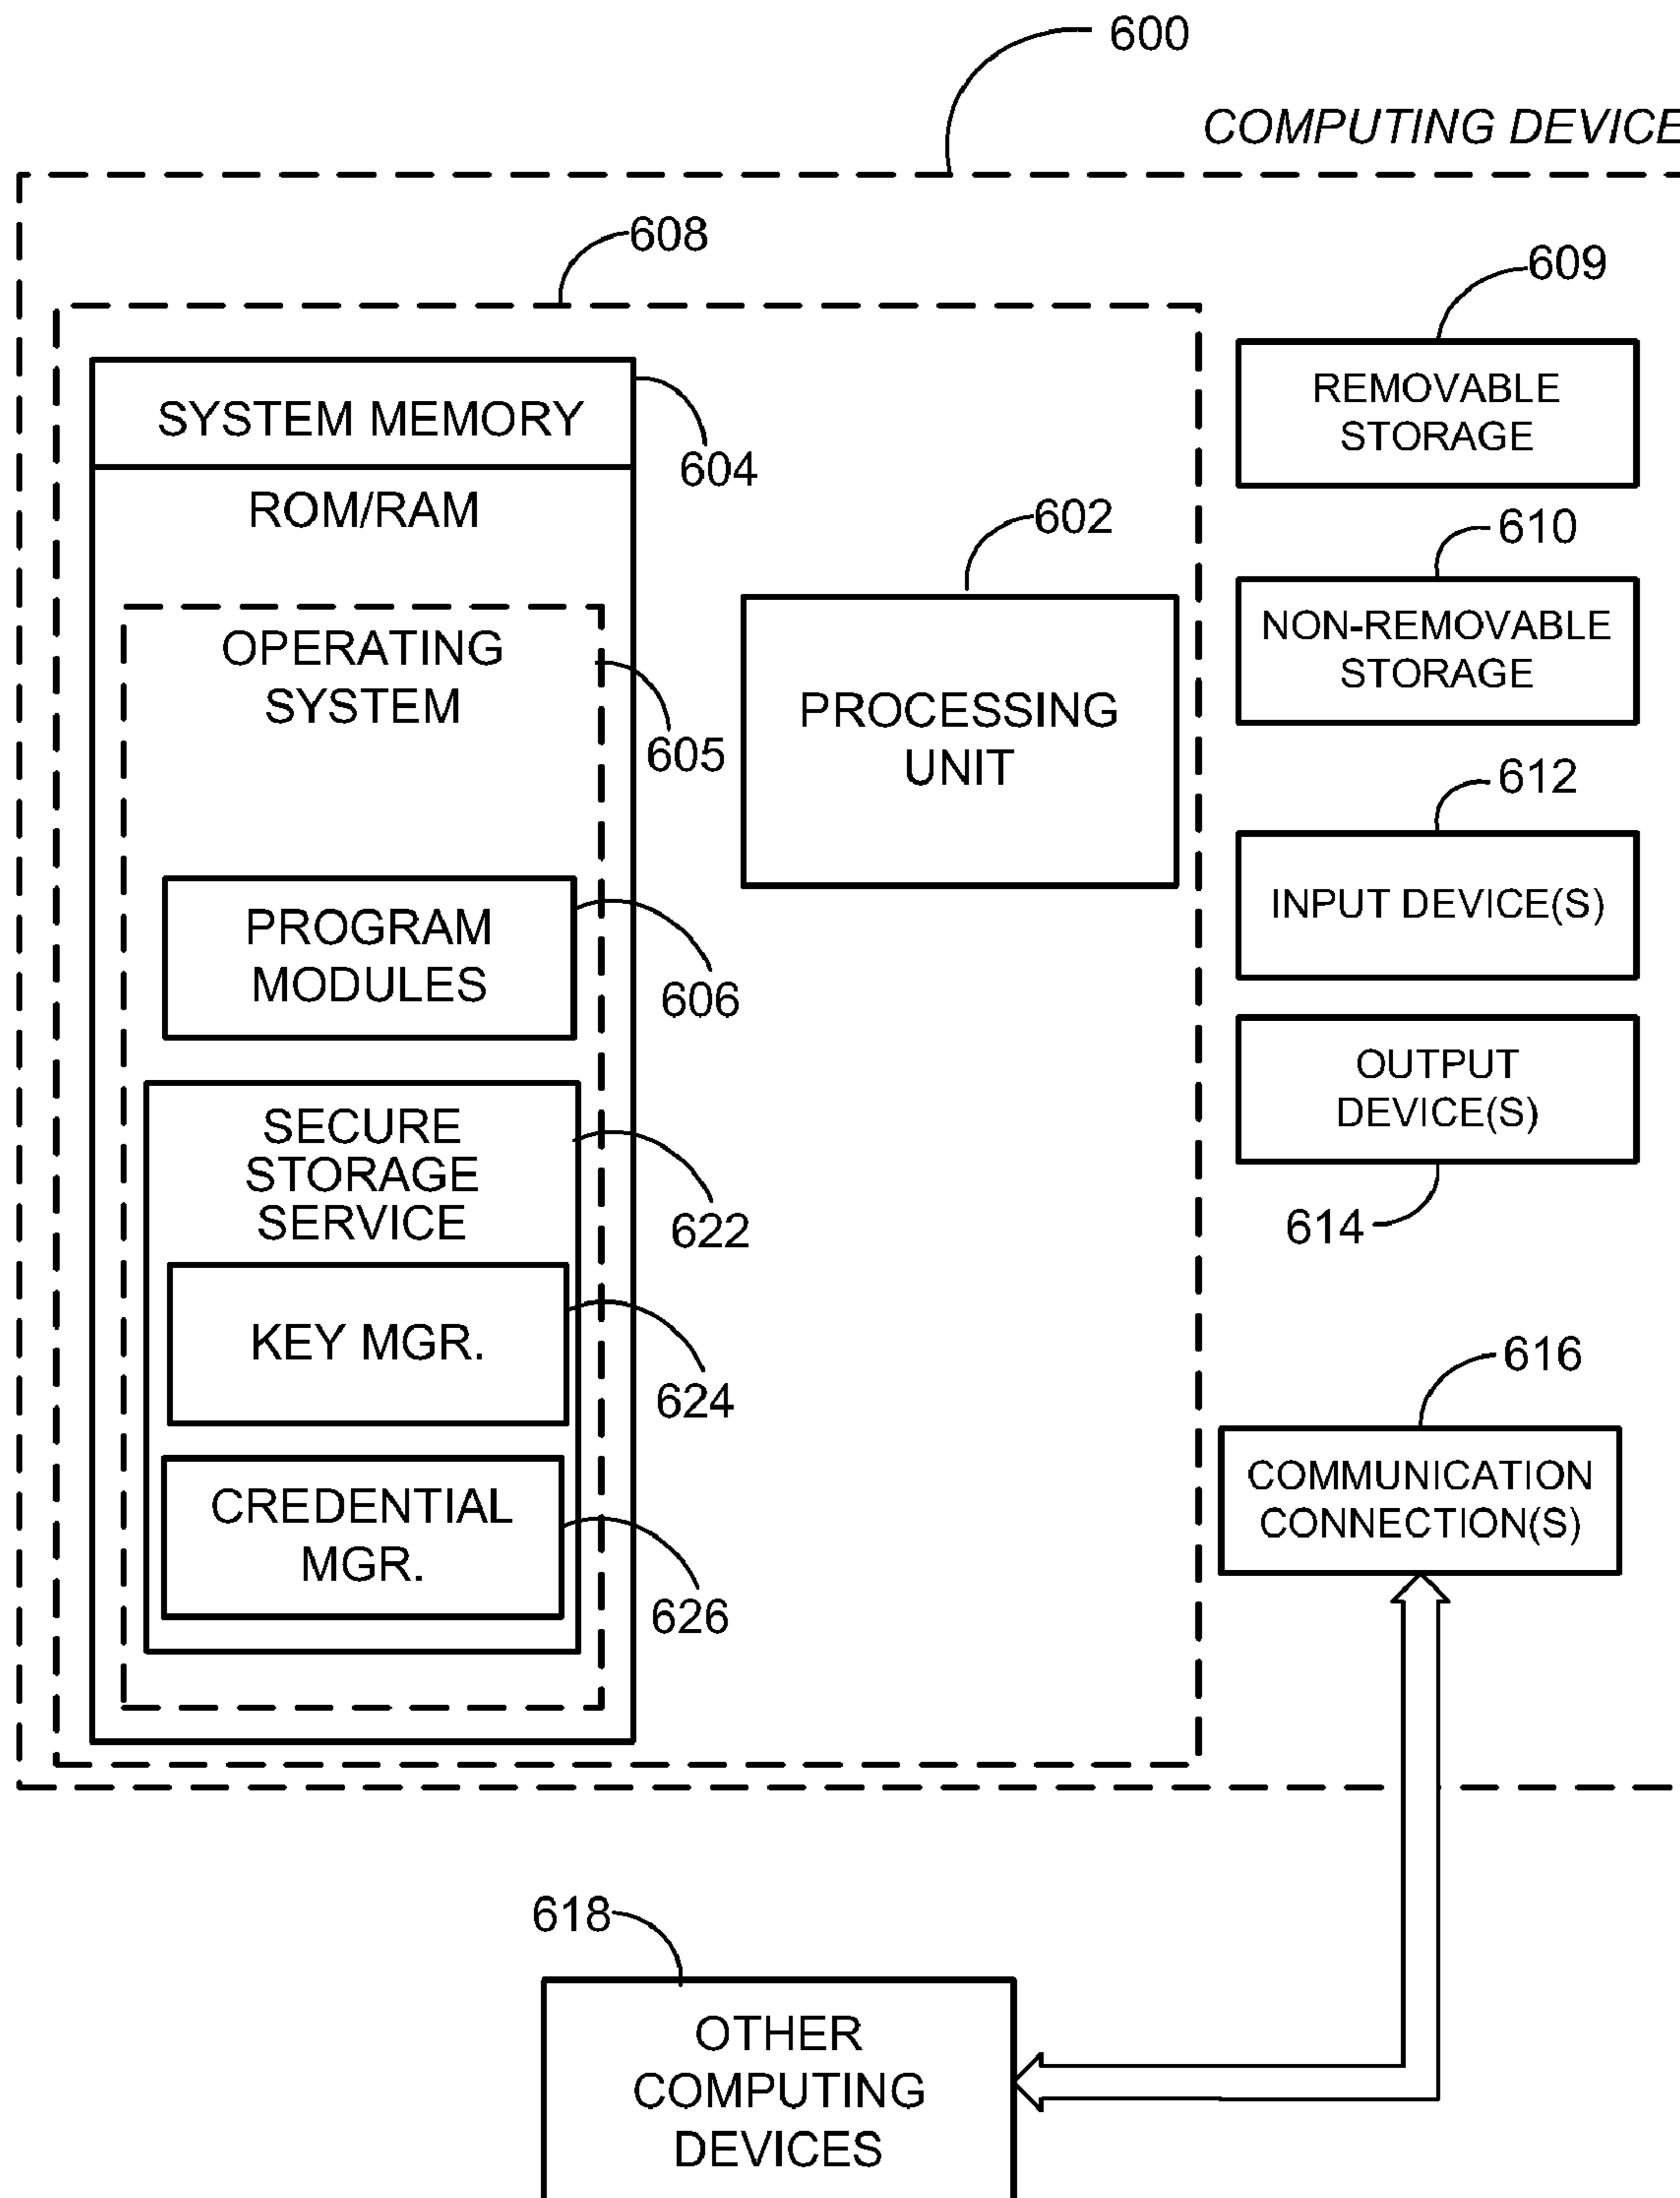 600
COMPUTING DEVICE
608
609
SYSTEM MEMORY
604
ROM/RAM
REMOVABLE
STORAGE
602
610
OPERATING
SYSTEM
605
PROCESSING
UNIT
NON-REMOVABLE
STORAGE
612
INPUT DEVICE(S)
PROGRAM
MODULES
606
OUTPUT
DEVICE(S)
614
SECURE
STORAGE
SERVICE
622
KEY MGR.
624
616
COMMUNICATION
CONNECTION(S)
CREDENTIAL
MGR.
626
618
OTHER
COMPUTING
DEVICES